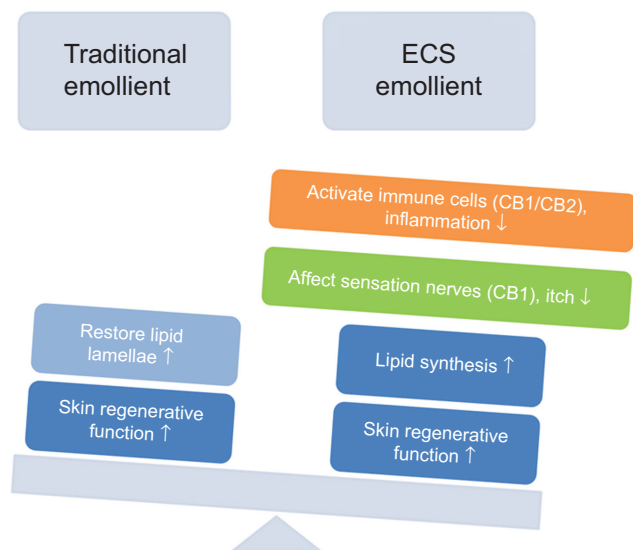 Traditional
emollient
ECS
emollient
Activate immune cells (CB1/CB2),
inflammation ↓
Affect sensation nerves (CB1), itch ↓
Restore lipid
lamellae ↑
Lipid synthesis ↑
Skin regenerative
function ↑
Skin regenerative
function ↑